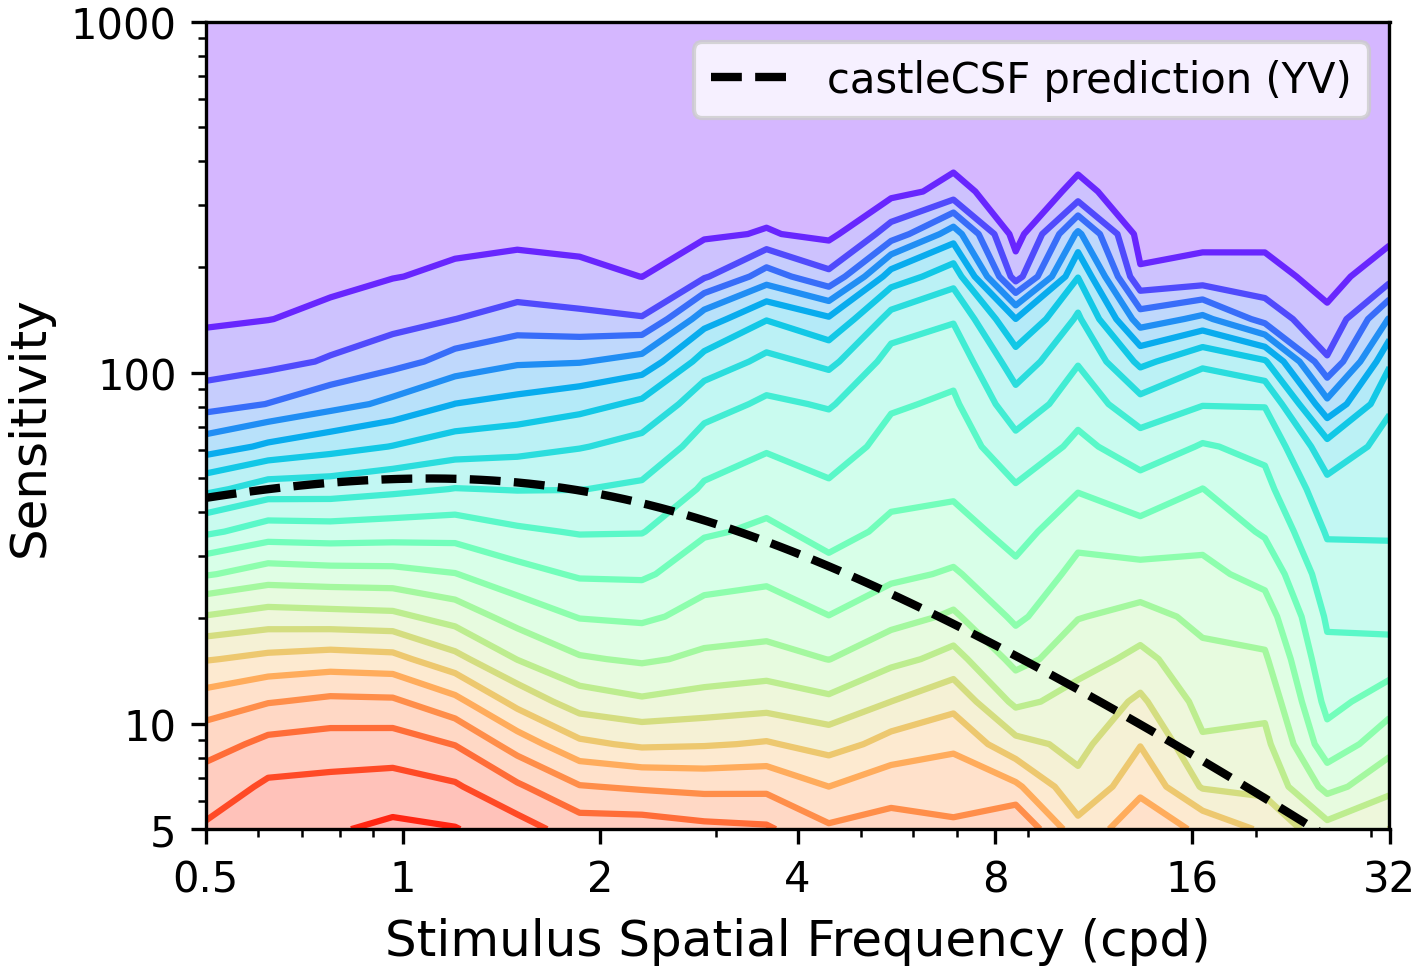 1000
castleCSF prediction (YV)
100
Sensitivity
10
5
0.5 1 2 4 8 16 32
Stimulus Spatial Frequency (cpd)